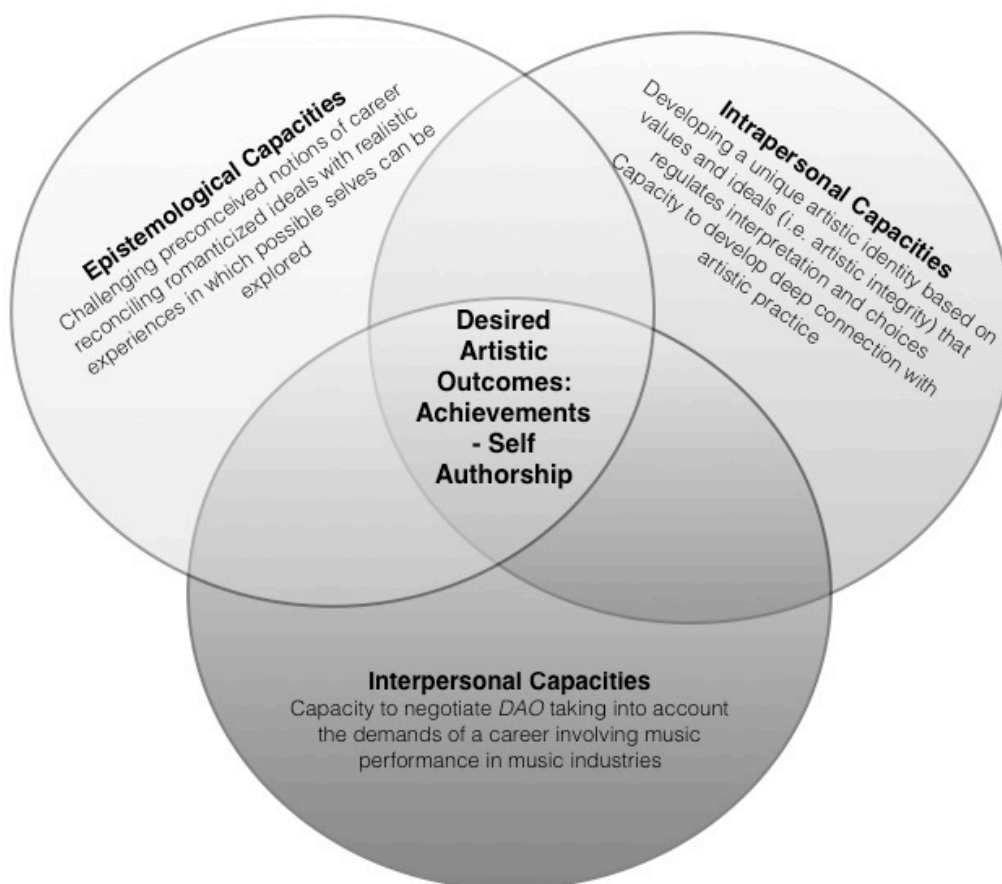 Epistemological Capacities
Challenging preconceived notions of career
reconciling romanticized ideals with realistic
experiences in which possible selves can be
explored
Intrapersonal Capacities
Developing a unique artistic identity based on
values and ideals (i.e. artistic integrity) that
regulates interpretation and choices
Capacity to develop deep connection with
artistic practice
Desired
Artistic
Outcomes:
Achievements
- Self
Authorship
Interpersonal Capacities
Capacity to negotiate DAO taking into account
the demands of a career involving music
performance in music industries